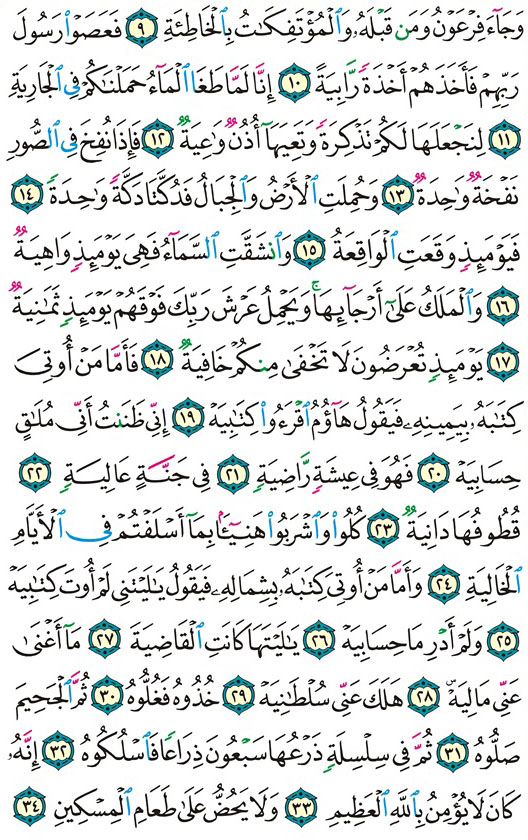 وَجَآءَ فِرْعَوْنُ وَمَن قَبْلَهُۥ وَٱلْمُؤْتَفِكَـٰتُ بِٱلْخَاطِئَةِ ٩ فَعَصَوْا۟ رَسُولَ
رَبِّهِمْ فَأَخَذَهُمْ أَخْذَةً رَّابِيَةً ١٠ إِنَّا لَمَّا طَغَا ٱلْمَآءُ حَمَلْنَـٰكُمْ فِى ٱلْجَارِيَةِ
١١ لِنَجْعَلَهَا لَكُمْ تَذْكِرَةً وَتَعِيَهَآ أُذُنٌ وَٰعِيَةٌ ١٢ فَإِذَا نُفِخَ فِى ٱلصُّورِ
نَفْخَةٌ وَٰحِدَةٌ ١٣ وَحُمِلَتِ ٱلْأَرْضُ وَٱلْجِبَالُ فَدُكَّتَا دَكَّةً وَٰحِدَةً ١٤
فَيَوْمَئِذٍ وَقَعَتِ ٱلْوَاقِعَةُ ١٥ وَٱنشَقَّتِ ٱلسَّمَآءُ فَهِىَ يَوْمَئِذٍ وَاهِيَةٌ
١٦ وَٱلْمَلَكُ عَلَىٰٓ أَرْجَآئِهَا ۚ وَيَحْمِلُ عَرْشَ رَبِّكَ فَوْقَهُمْ يَوْمَئِذٍ ثَمَـٰنِيَةٌ
١٧ يَوْمَئِذٍ تُعْرَضُونَ لَا تَخْفَىٰ مِنكُمْ خَافِيَةٌ ١٨ فَأَمَّا مَنْ أُوتِىَ
كِتَـٰبَهُۥ بِيَمِينِهِۦ فَيَقُولُ هَآؤُمُ ٱقْرَءُوا۟ كِتَـٰبِيَهْ ١٩ إِنِّى ظَنَنتُ أَنِّى مُلَـٰقٍ
حِسَابِيَهْ ٢٠ فَهُوَ فِى عِيشَةٍ رَّاضِيَةٍ ٢١ فِى جَنَّةٍ عَالِيَةٍ ٢٢
قُطُوفُهَا دَانِيَةٌ ٢٣ كُلُوا۟ وَٱشْرَبُوا۟ هَنِيٓـًٔۢا بِمَآ أَسْلَفْتُمْ فِى ٱلْأَيَّامِ
ٱلْخَالِيَةِ ٢٤ وَأَمَّا مَنْ أُوتِىَ كِتَـٰبَهُۥ بِشِمَالِهِۦ فَيَقُولُ يَـٰلَيْتَنِى لَمْ أُوتَ كِتَـٰبِيَهْ
٢٥ وَلَمْ أَدْرِ مَا حِسَابِيَهْ ٢٦ يَـٰلَيْتَهَا كَانَتِ ٱلْقَاضِيَةَ ٢٧ مَآ أَغْنَىٰ
عَنِّى مَالِيَهْ ۜ ٢٨ هَلَكَ عَنِّى سُلْطَـٰنِيَهْ ٢٩ خُذُوهُ فَغُلُّوهُ ٣٠ ثُمَّ ٱلْجَحِيمَ
صَلُّوهُ ٣١ ثُمَّ فِى سِلْسِلَةٍ ذَرْعُهَا سَبْعُونَ ذِرَاعًا فَٱسْلُكُوهُ ٣٢ إِنَّهُۥ
كَانَ لَا يُؤْمِنُ بِٱللَّهِ ٱلْعَظِيمِ ٣٣ وَلَا يَحُضُّ عَلَىٰ طَعَامِ ٱلْمِسْكِينِ ٣٤